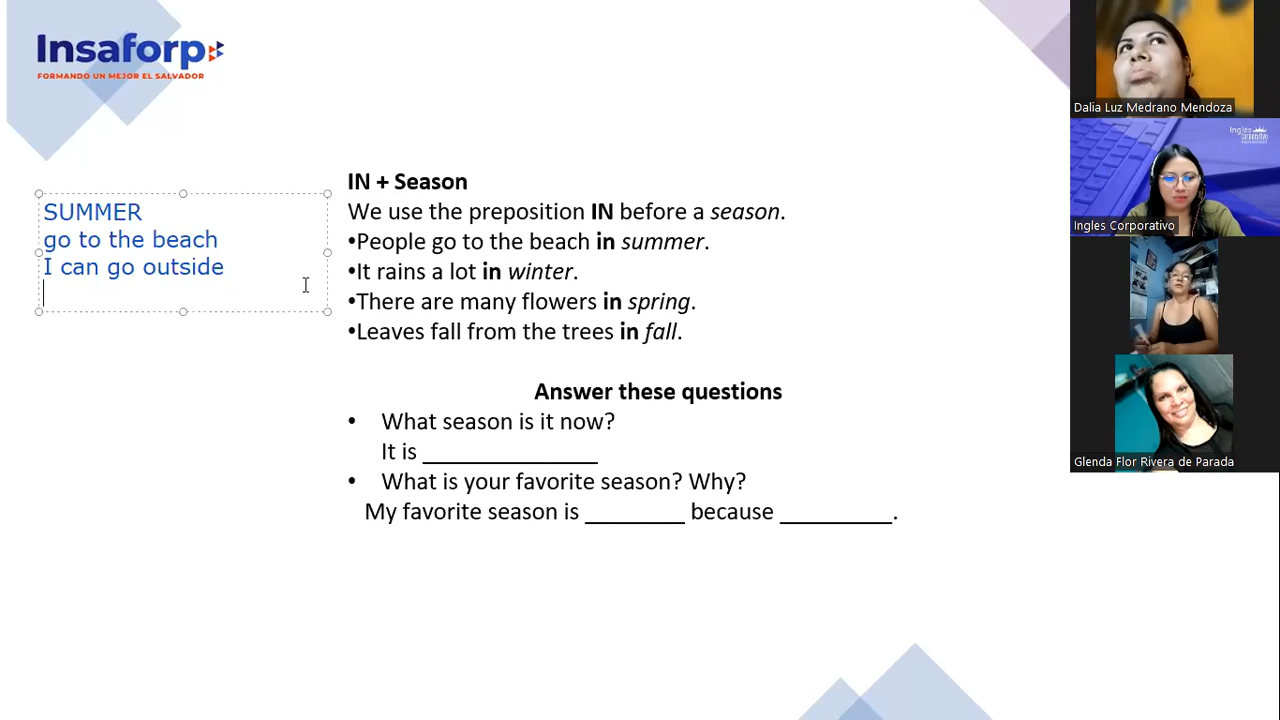 Insaforp
FORMANDO UN MEJOR EL SALVADOR
SUMMER
go to the beach
I can go outside
IN + Season
We use the preposition IN before a season.
•People go to the beach in summer.
•It rains a lot in winter.
•There are many flowers in spring.
•Leaves fall from the trees in fall.
Answer these questions
• What season is it now?
It is _______________
• What is your favorite season? Why?
My favorite season is ________ because _________.
Dalia Luz Medrano Mendoza
Ingles
Ingles Corporativo
Glenda Flor Rivera de Parada